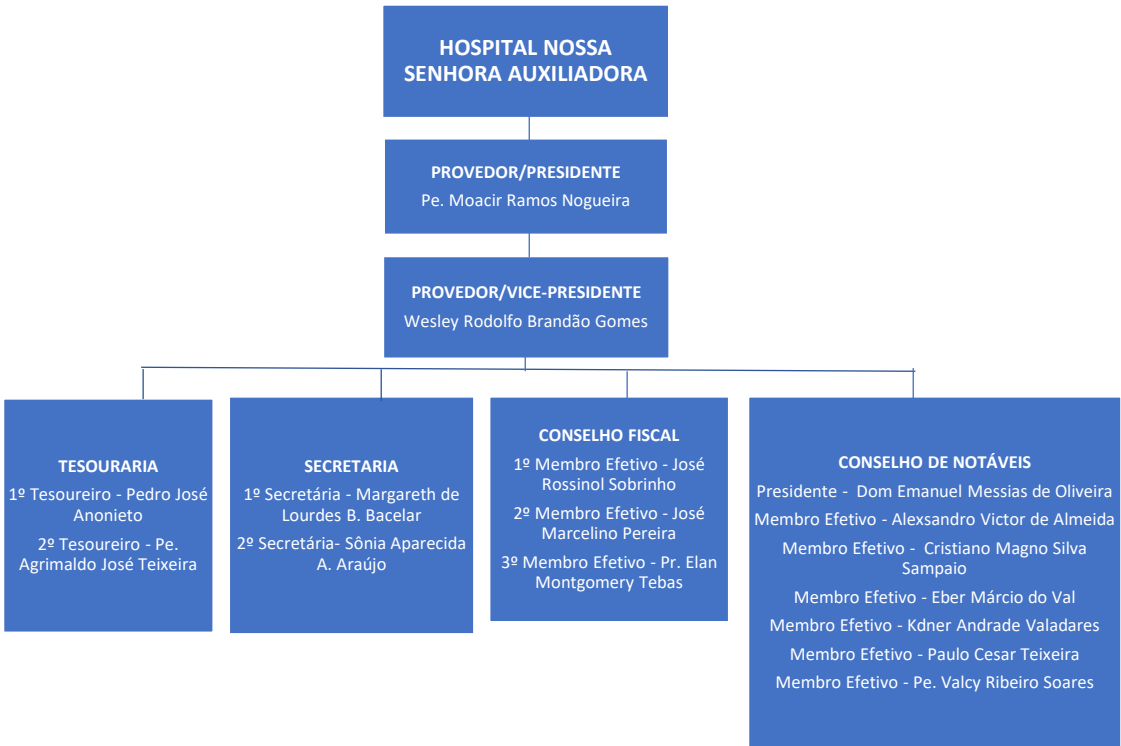 HOSPITAL NOSSA
SENHORA AUXILIADORA
PROVEDOR/PRESIDENTE
Pe. Moacir Ramos Nogueira
PROVEDOR/VICE-PRESIDENTE
Wesley Rodolfo Brandão Gomes
TESOURARIA
1º Tesoureiro - Pedro José
Anonieto
2º Tesoureiro - Pe.
Agrimaldo José Teixeira
SECRETARIA
1º Secretária - Margareth de
Lourdes B. Bacelar
2º Secretária- Sônia Aparecida
A. Araújo
CONSELHO FISCAL
1º Membro Efetivo - José
Rossinol Sobrinho
2º Membro Efetivo - José
Marcelino Pereira
3º Membro Efetivo - Pr. Elan
Montgomery Tebas
CONSELHO DE NOTÁVEIS
Presidente -  Dom Emanuel Messias de Oliveira
Membro Efetivo - Alexsandro Victor de Almeida
Membro Efetivo -  Cristiano Magno Silva
Sampaio
Membro Efetivo - Eber Márcio do Val
Membro Efetivo - Kdner Andrade Valadares
Membro Efetivo - Paulo Cesar Teixeira
Membro Efetivo - Pe. Valcy Ribeiro Soares